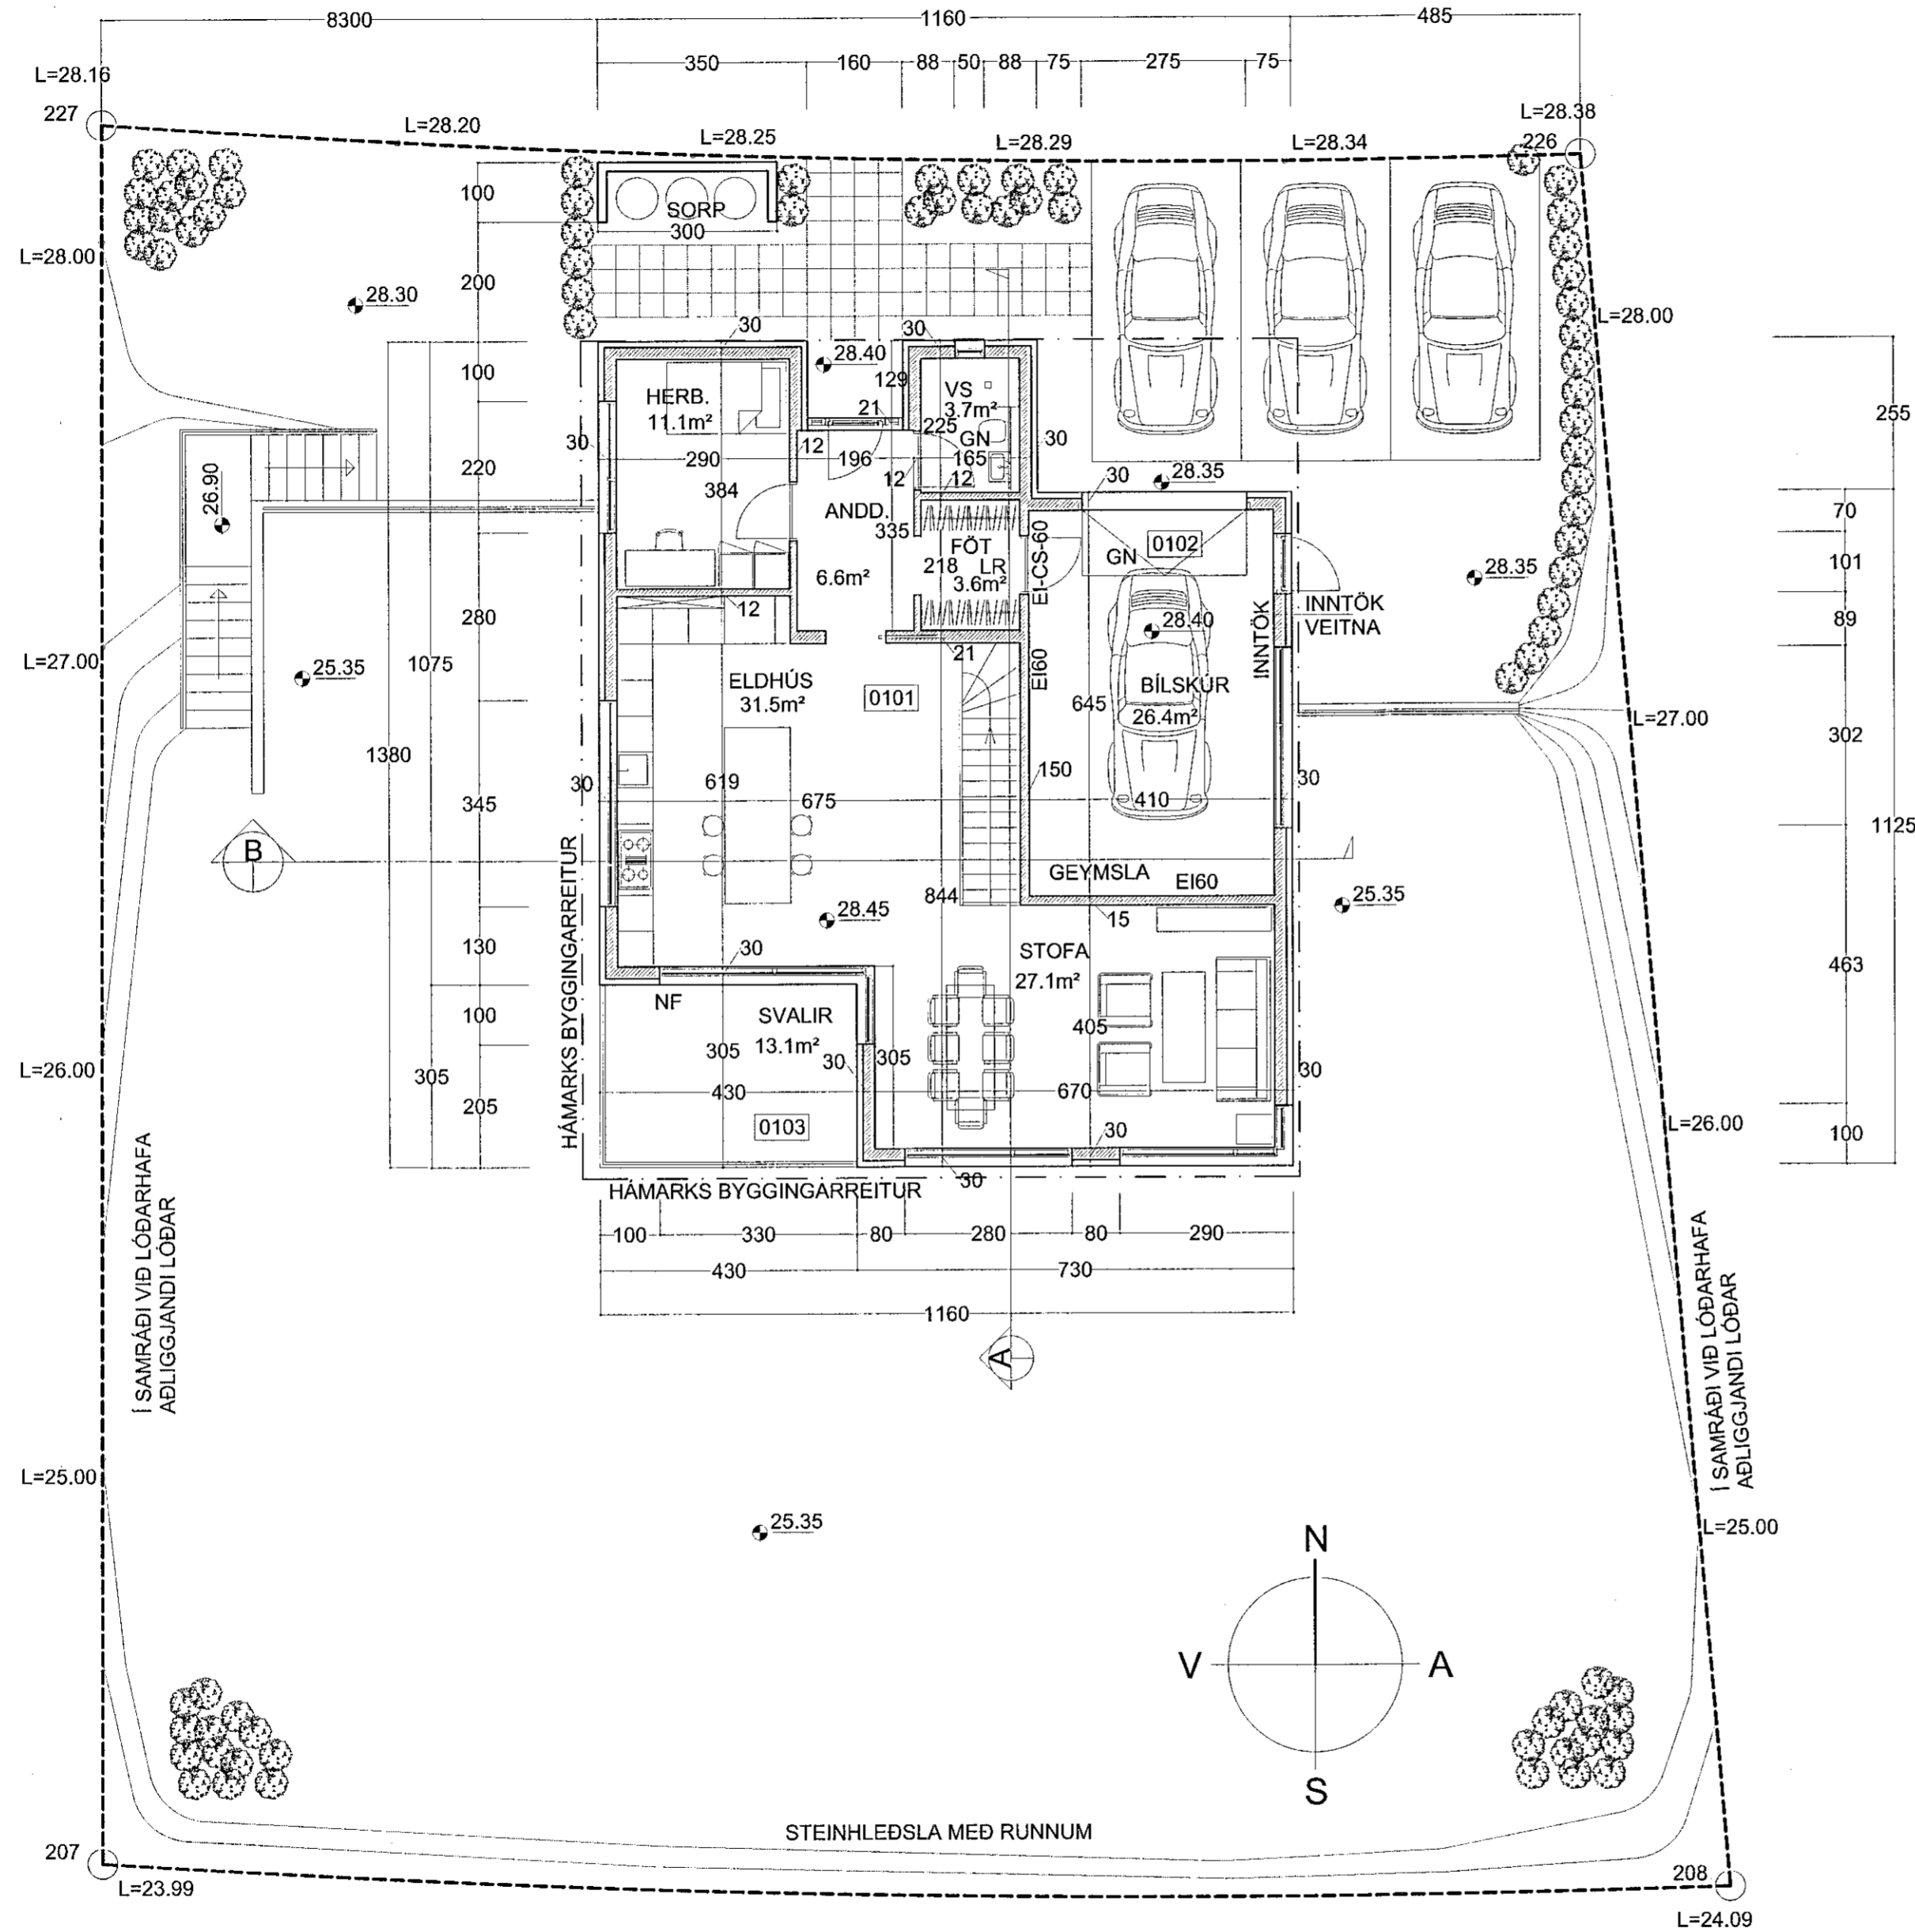 8300 1160 485
350 160 88 50 88 75 275 75
L=28.16
227
L=28.20
L=28.25
L=28.29
L=28.34
L=28.38
226
L=28.00
28.30
100
200
100
220
280
345
130
100
205
1075
305
1380
SORP
300
30
30
28.40
129
21
HERB.
11.1m²
VS
3.7m²
225
GN
30
30
12
290
196
165
12
12
384
ANDD.
335
6.6m²
FÖT
218 LR
3.6m²
EI-CS-60
EI60
30
28.35
GN
0102
28.40
INNTÖK
INNTÖK
VEITNA
28.35
L=28.00
255
70
101
89
302
463
100
1125
26.90
25.35
L=27.00
12
21
ELDHÚS
31.5m²
0101
645
BÍLSKÚR
26.4m²
L=27.00
30
619
675
150
410
30
B
GEYMSLA
EI60
844
28.45
15
25.35
30
STOFA
27.1m²
NF
SVALIR
13.1m²
305
30
305
405
30
430
670
0103
30
30
HÁMARKS BYGGINGARREITUR
HÁMARKS BYGGINGARREITUR
L=26.00
L=26.00
100 330 80 280 80 290
430 730
1160
A
Í SAMRÁÐI VIÐ LÓÐARHAFA
AÐLIGGJANDI LÓÐAR
Í SAMRÁÐI VIÐ LÓÐARHAFA
AÐLIGGJANDI LÓÐAR
L=25.00
25.35
L=25.00
N
V A
S
STEINHLEÐSLA MEÐ RUNNUM
207
L=23.99
208
L=24.09